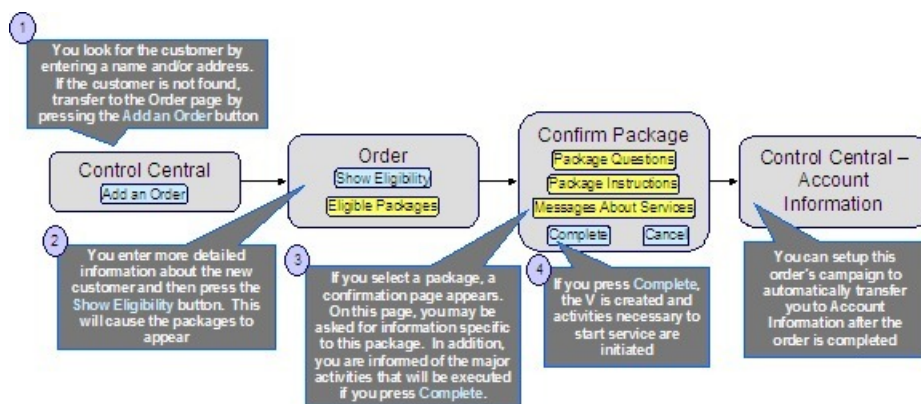 1
You look for the customer by
entering a name and/or address.
If the customer is not found,
transfer to the Order page by
pressing the Add an Order button
Control Central
Add an Order
Order
Show Eligibility
Eligible Packages
Confirm Package
Package Questions
Package Instructions
Messages About Services
Complete
Cancel
Control Central –
Account
Information
2
You enter more detailed
information about the new
customer and then press the
Show Eligibility button. This
will cause the packages to
appear
3
If you select a package, a
confirmation page appears.
On this page, you may be
asked for information specific
to this package. In addition,
you are informed of the major
activities that will be executed
if you press Complete.
4
If you press Complete,
the V is created and
activities necessary to
start service are
initiated
You can setup this
order's campaign to
automatically transfer
you to Account
Information after the
order is completed